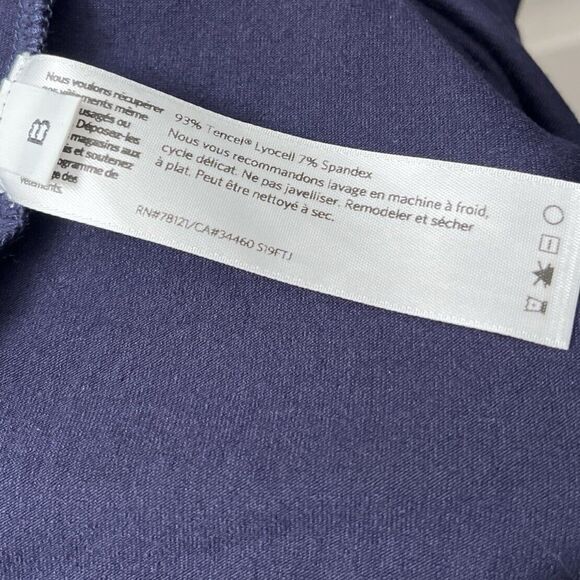 Nous voulons récupérer
vêtements même
usagés ou
Déposez-les
magasins aux
et soutenez
programme de
des
vêtements.
93% Tencel® Lyocell 7% Spandex
Nous vous recommandons lavage en machine à froid,
cycle délicat. Ne pas javelliser. Remodeler et sécher
à plat. Peut être nettoyé à sec.
RN#78121/CA#34460 S19FTJ